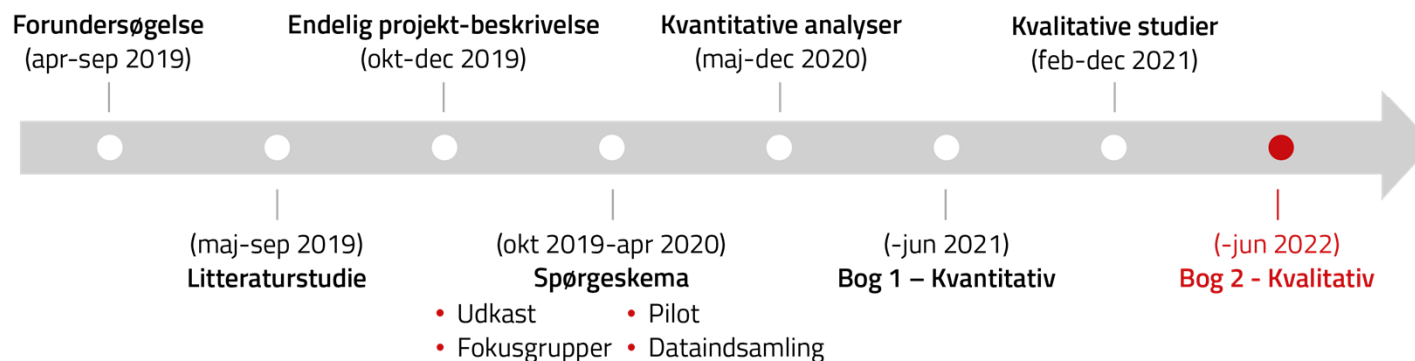 Forundersøgelse
(apr-sep 2019)
Endelig projekt-beskrivelse
(okt-dec 2019)
Kvantitative analyser
(maj-dec 2020)
Kvalitative studier
(feb-dec 2021)
(maj-sep 2019)
Litteraturstudie
(okt 2019-apr 2020)
Spørgeskema
• Udkast • Pilot
• Fokusgrupper • Dataindsamling
(-jun 2021)
Bog 1 – Kvantitativ
(-jun 2022)
Bog 2 - Kvalitativ